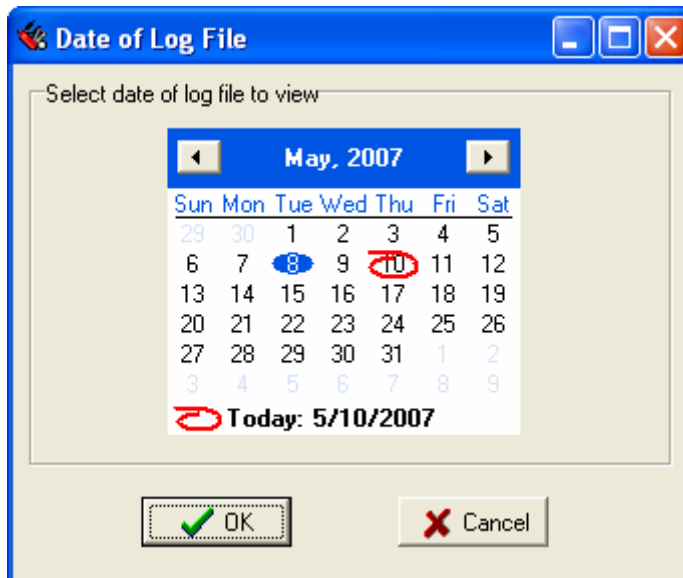 Date of Log File
Select date of log file to view
May, 2007
Sun Mon Tue Wed Thu Fri Sat
29 30 1 2 3 4 5
6 7 8 9 10 11 12
13 14 15 16 17 18 19
20 21 22 23 24 25 26
27 28 29 30 31 1 2
3 4 5 6 7 8 9
Today: 5/10/2007
OK Cancel